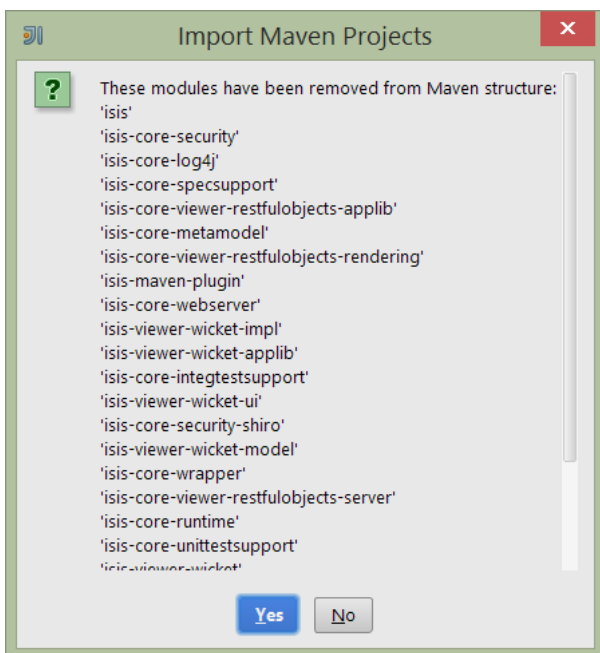 Import Maven Projects
These modules have been removed from Maven structure:
'isis'
'isis-core-security'
'isis-core-log4j'
'isis-core-specsupport'
'isis-core-viewer-restfulobjects-applib'
'isis-core-metamodel'
'isis-core-viewer-restfulobjects-rendering'
'isis-maven-plugin'
'isis-core-webserver'
'isis-viewer-wicket-impl'
'isis-viewer-wicket-applib'
'isis-core-integtestsupport'
'isis-viewer-wicket-ui'
'isis-core-security-shiro'
'isis-viewer-wicket-model'
'isis-core-wrapper'
'isis-core-viewer-restfulobjects-server'
'isis-core-runtime'
'isis-core-unittestsupport'
'isis-viewer-wicket'
Yes No